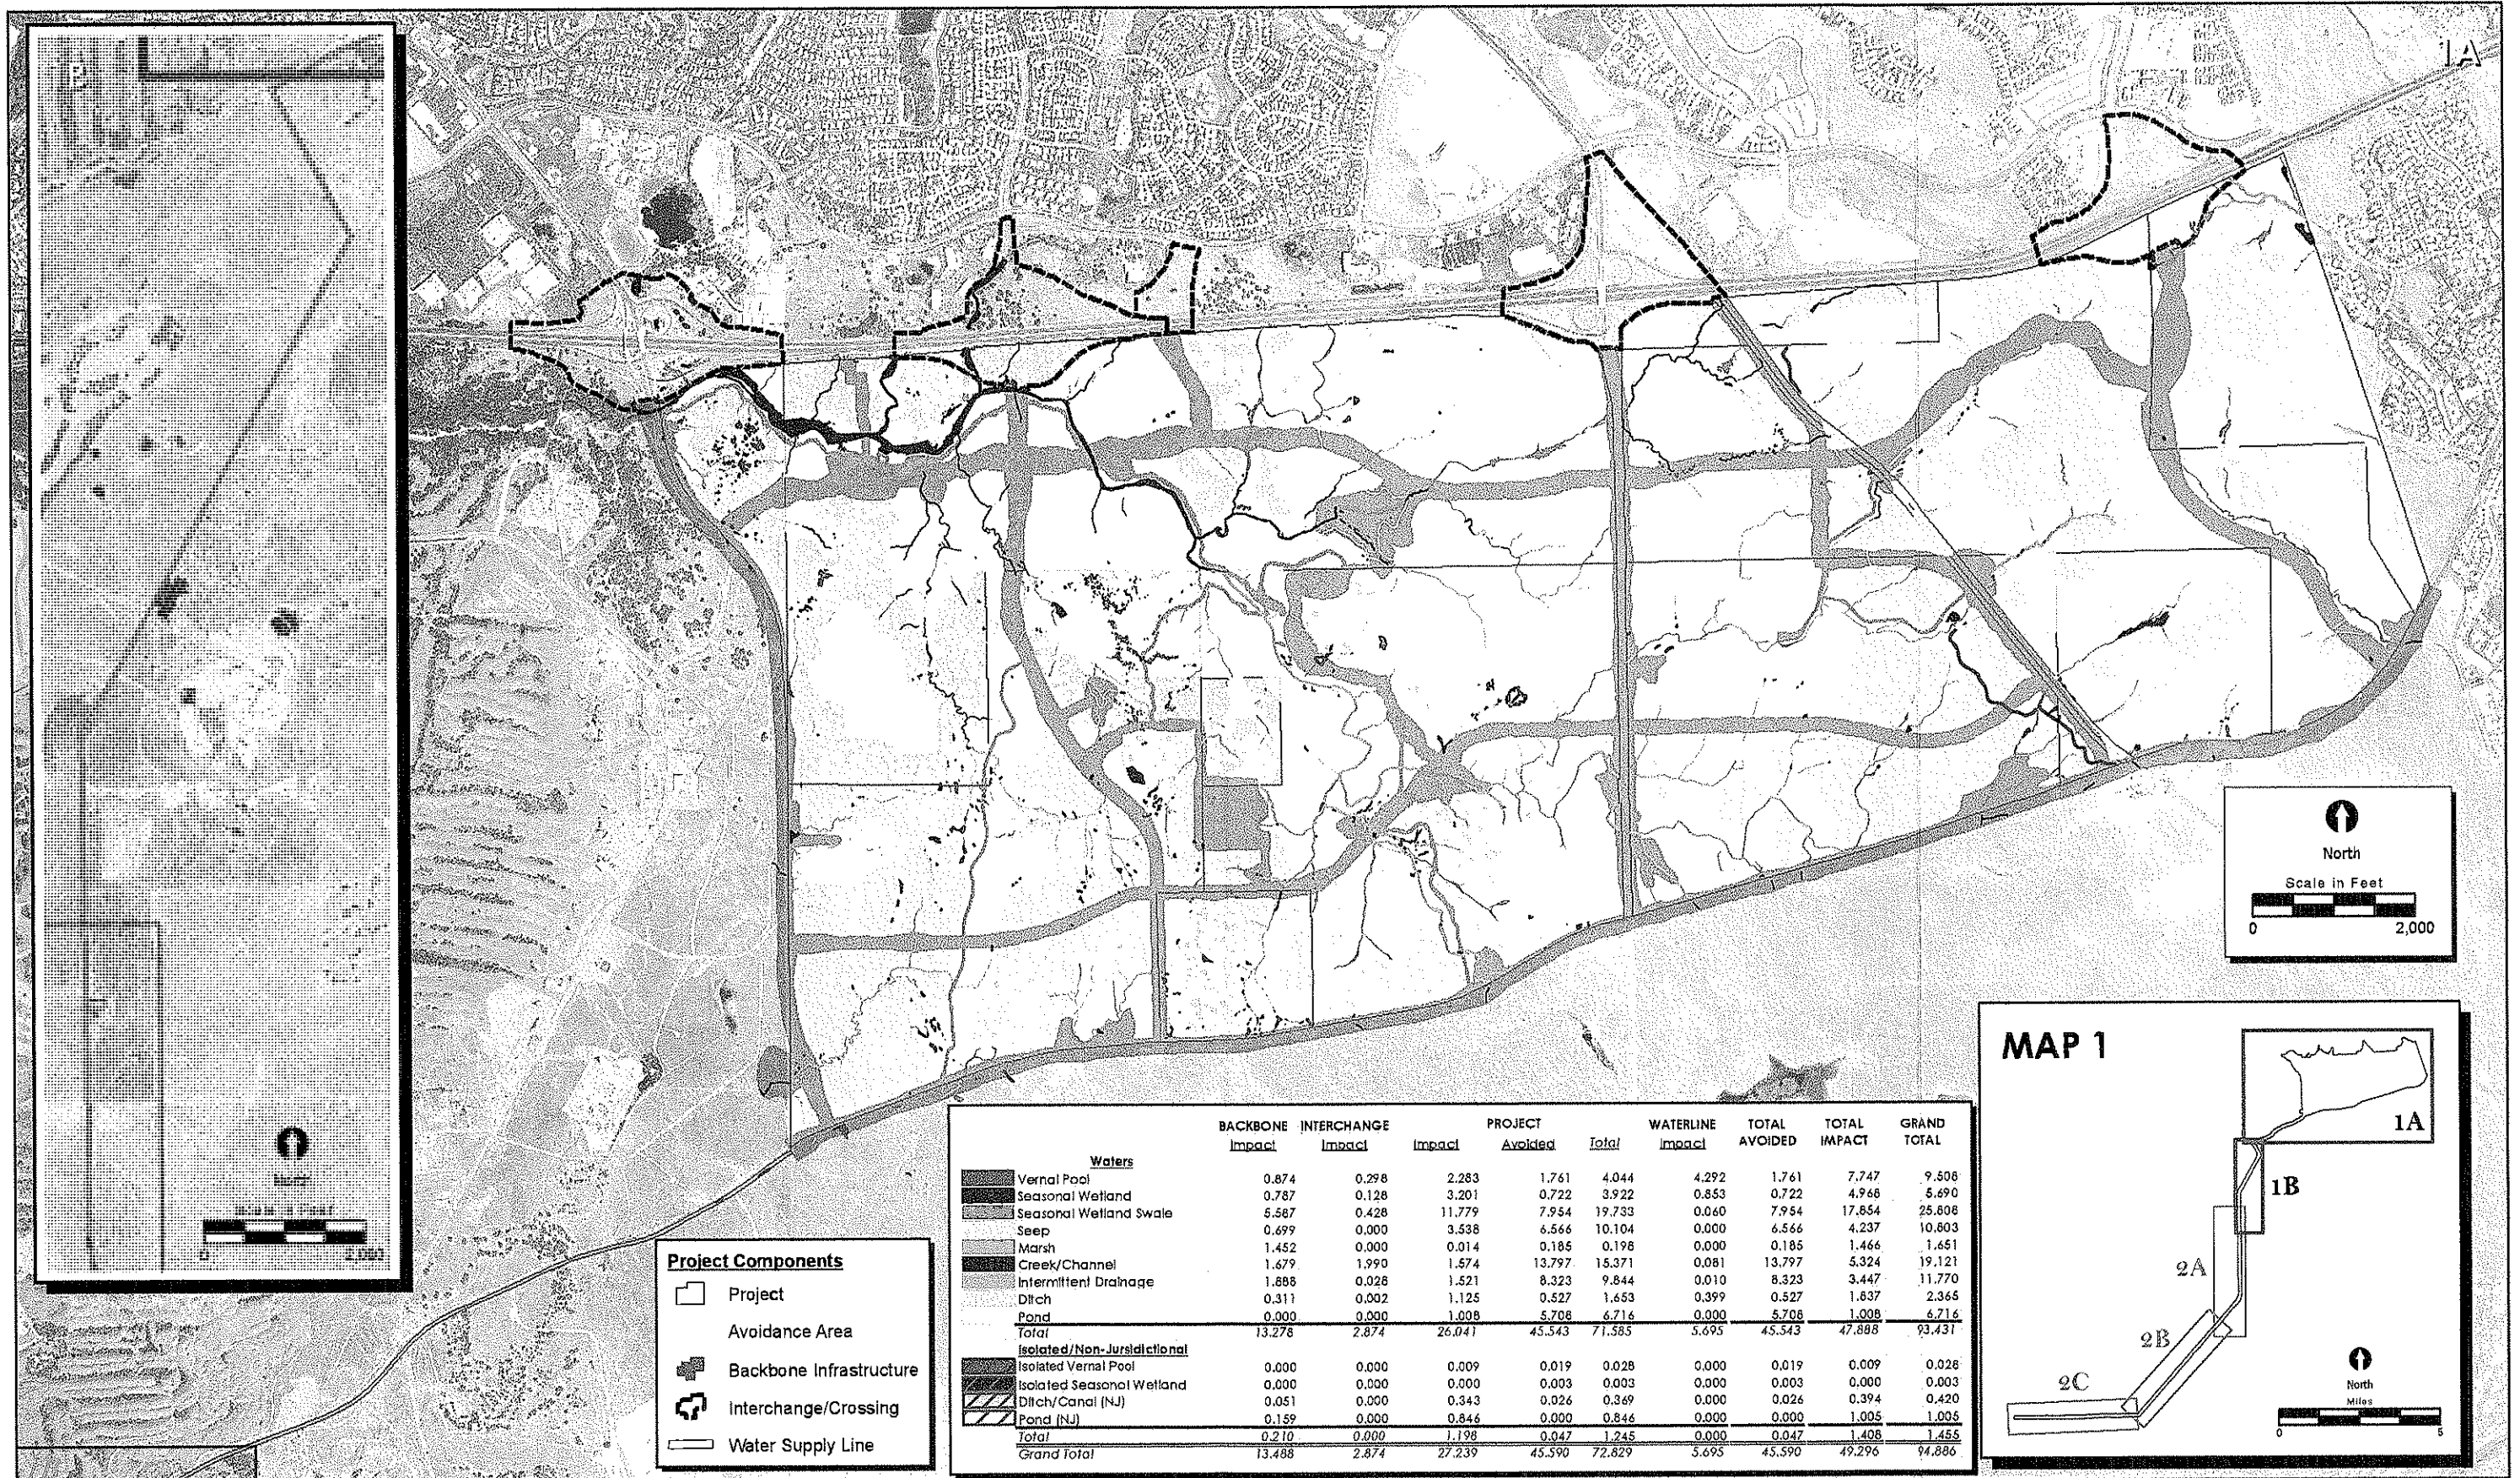 1A
North
Scale in Feet
0 2,000
North
Scale in Feet
0 2,000
MAP 1
1A
1B
2A
2B
2C
North
Miles
0 5
Project Components
Project
Avoidance Area
Backbone Infrastructure
Interchange/Crossing
Water Supply Line
BACKBONE INTERCHANGE PROJECT WATERLINE TOTAL TOTAL GRAND
Impact Impact Impact Avoided Total Impact AVOIDED IMPACT TOTAL
Waters
Vernal Pool 0.874 0.298 2.283 1.761 4.044 4.292 1.761 7.747 9.508
Seasonal Wetland 0.787 0.128 3.201 0.722 3.922 0.853 0.722 4.968 5.690
Seasonal Wetland Swale 5.587 0.428 11.779 7.954 19.733 0.060 7.954 17.854 25.808
Seep 0.699 0.000 3.538 6.566 10.104 0.000 6.566 4.237 10.803
Marsh 1.452 0.000 0.014 0.185 0.198 0.000 0.185 1.466 1.651
Creek/Channel 1.679 1.990 1.574 13.797 15.371 0.081 13.797 5.324 19.121
Intermittent Drainage 1.888 0.028 1.521 8.323 9.844 0.010 8.323 3.447 11.770
Ditch 0.311 0.002 1.125 0.527 1.653 0.399 0.527 1.837 2.365
Pond 0.000 0.000 1.008 5.708 6.716 0.000 5.708 1.008 6.716
Total 13.278 2.874 26.041 45.543 71.585 5.695 45.543 47.888 93.431
Isolated/Non-Jursidictional
Isolated Vernal Pool 0.000 0.000 0.009 0.019 0.028 0.000 0.019 0.009 0.028
Isolated Seasonal Wetland 0.000 0.000 0.000 0.003 0.003 0.000 0.003 0.000 0.003
Ditch/Canal (NJ) 0.051 0.000 0.343 0.026 0.369 0.000 0.026 0.394 0.420
Pond (NJ) 0.159 0.000 0.846 0.000 0.846 0.000 0.000 1.005 1.005
Total 0.210 0.000 1.198 0.047 1.245 0.000 0.047 1.408 1.455
Grand Total 13.488 2.874 27.239 45.590 72.829 5.695 45.590 49.296 94.886